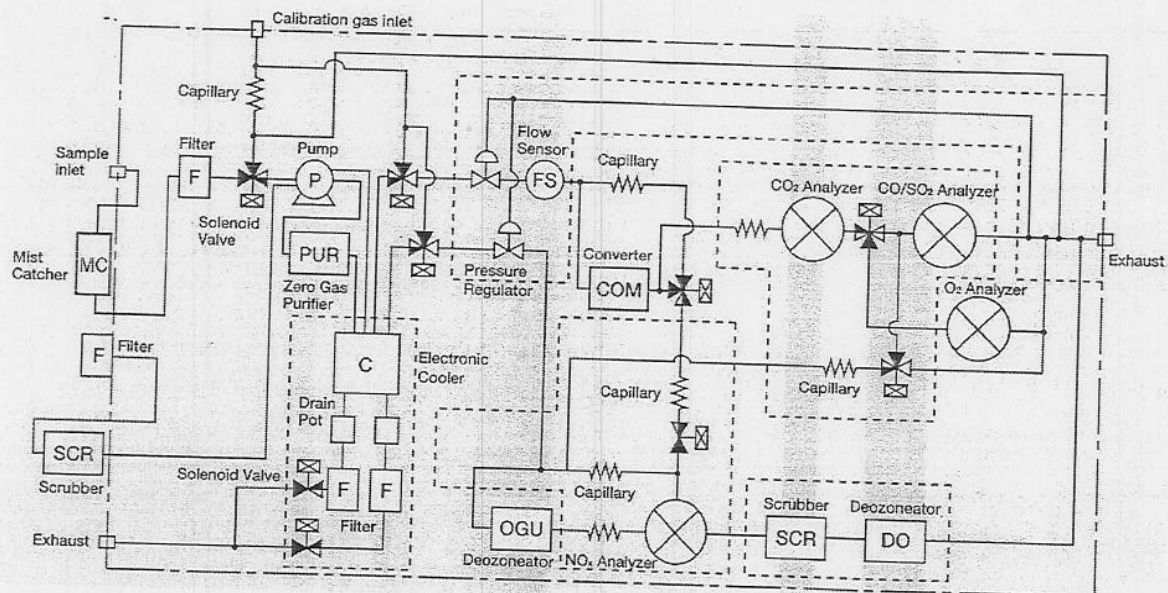 Calibration gas inlet
Capillary
Filter
F
Sample
inlet
Pump
P
Solenoid
Valve
Mist
Catcher
MC
PUR
Zero Gas
Purifier
Flow
Sensor
FS
Pressure
Regulator
Capillary
CO₂ Analyzer
CO/SO₂ Analyzer
Exhaust
Converter
COM
O₂ Analyzer
F
Filter
C
Electronic
Cooler
Capillary
Capillary
Drain
Pot
SCR
Scrubber
Solenoid Valve
F
F
Filter
Capillary
Exhaust
OGU
Deozoneator
NOₓ Analyzer
Scrubber
SCR
Deozoneator
DO